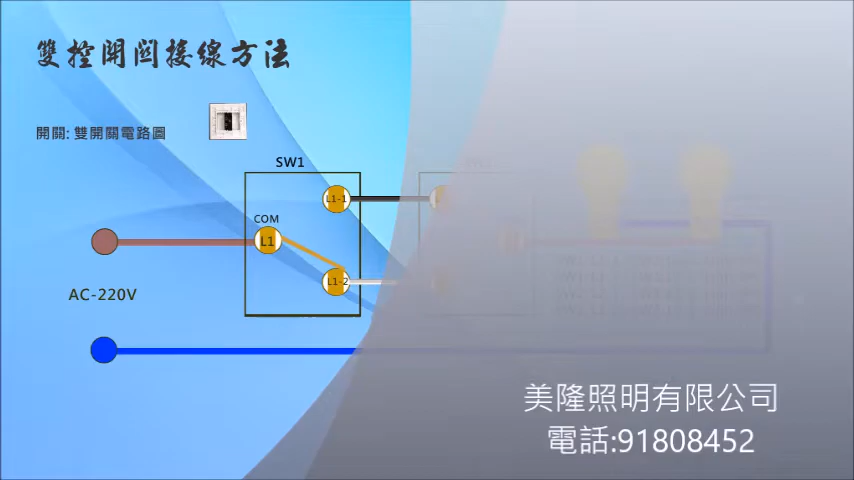 雙控開関接線方法
開關: 雙開關電路圖
SW1
L1-1
COM
L1
L1-2
AC-220V
美隆照明有限公司
電話:91808452